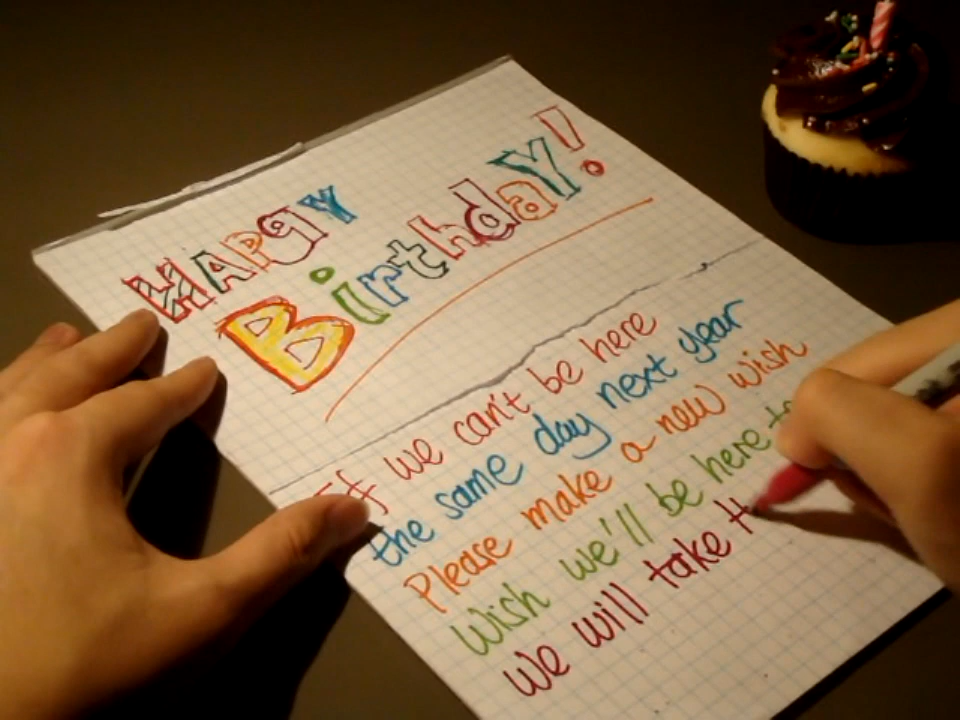 HAPPY
Birthday!
If we can't be here
the same day next year
Please make a new wish
Wish we'll be here
We will take